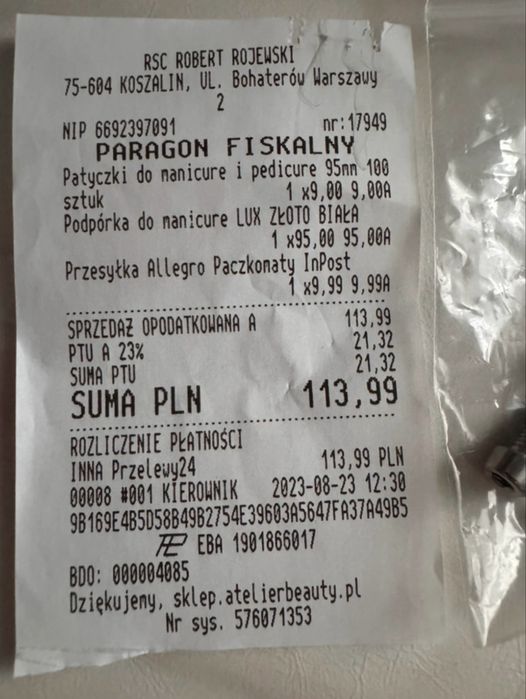 RSC ROBERT ROJEWSKI
75-604 KOSZALIN, UL. Bohaterów Warszawy
2
NIP 6692397091 nr:17949
PARAGON FISKALNY
Patyczki do manicure i pedicure 95mm 100
sztuk 1 x9,00 9,00A
Podpórka do manicure LUX ZŁOTO BIAŁA
1 x95,00 95,00A
Przesyłka Allegro Paczkomaty InPost
1 x9,99 9,99A
SPRZEDAŻ OPODATKOWANA A 113,99
PTU A 23% 21,32
SUMA PTU 21,32
SUMA PLN 113,99
ROZLICZENIE PŁATNOŚCI
INNA Przelewy24 113,99 PLN
00008 #001 KIEROWNIK 2023-08-23 12:30
9B169E4B5D58B49B2754E39603A5647FA37A49B5
EBA 1901866017
BDO: 000004085
Dziękujemy, sklep.atelierbeauty.pl
Nr sys. 576071353